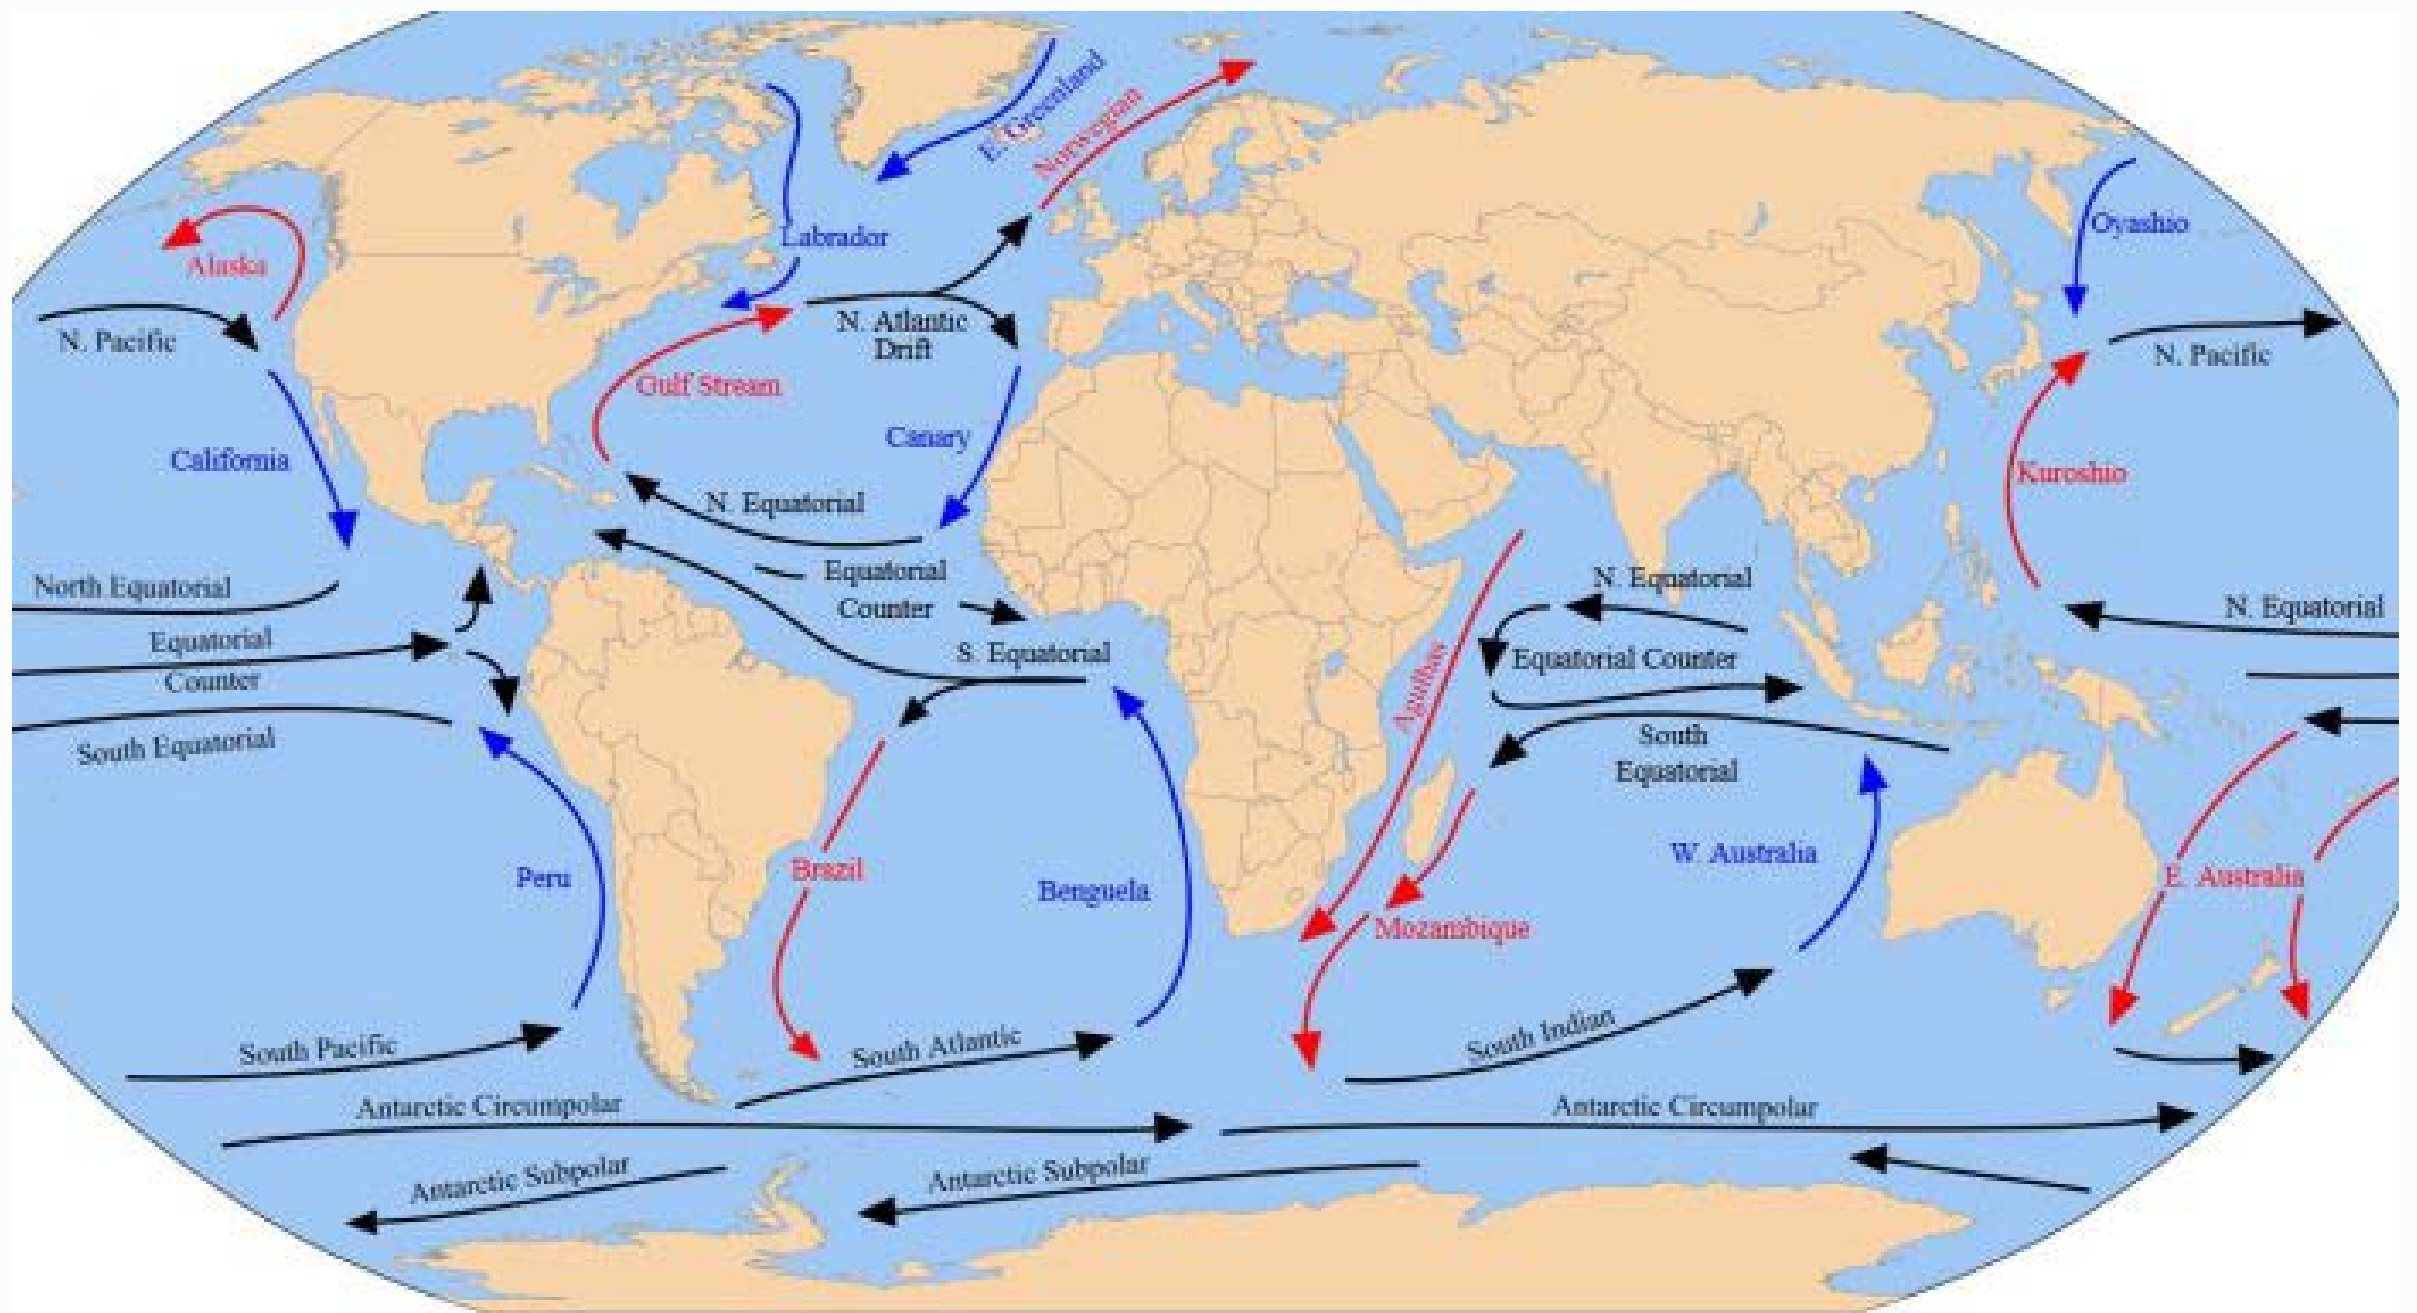 E. Greenland
Norwegian
Labrador
Oyashio
Alaska
N. Pacific
N. Atlantic
Drift
N. Pacific
Gulf Stream
Canary
California
Kuroshio
N. Equatorial
North Equatorial
Equatorial
Counter
N. Equatorial
N. Equatorial
Equatorial
Counter
S. Equatorial
Agulhas
Equatorial Counter
South Equatorial
South
Equatorial
Peru
Brazil
Benguela
W. Australia
E. Australia
Mozambique
South Pacific
South Atlantic
South Indian
Antarctic Circumpolar
Antarctic Circumpolar
Antarctic Subpolar
Antarctic Subpolar